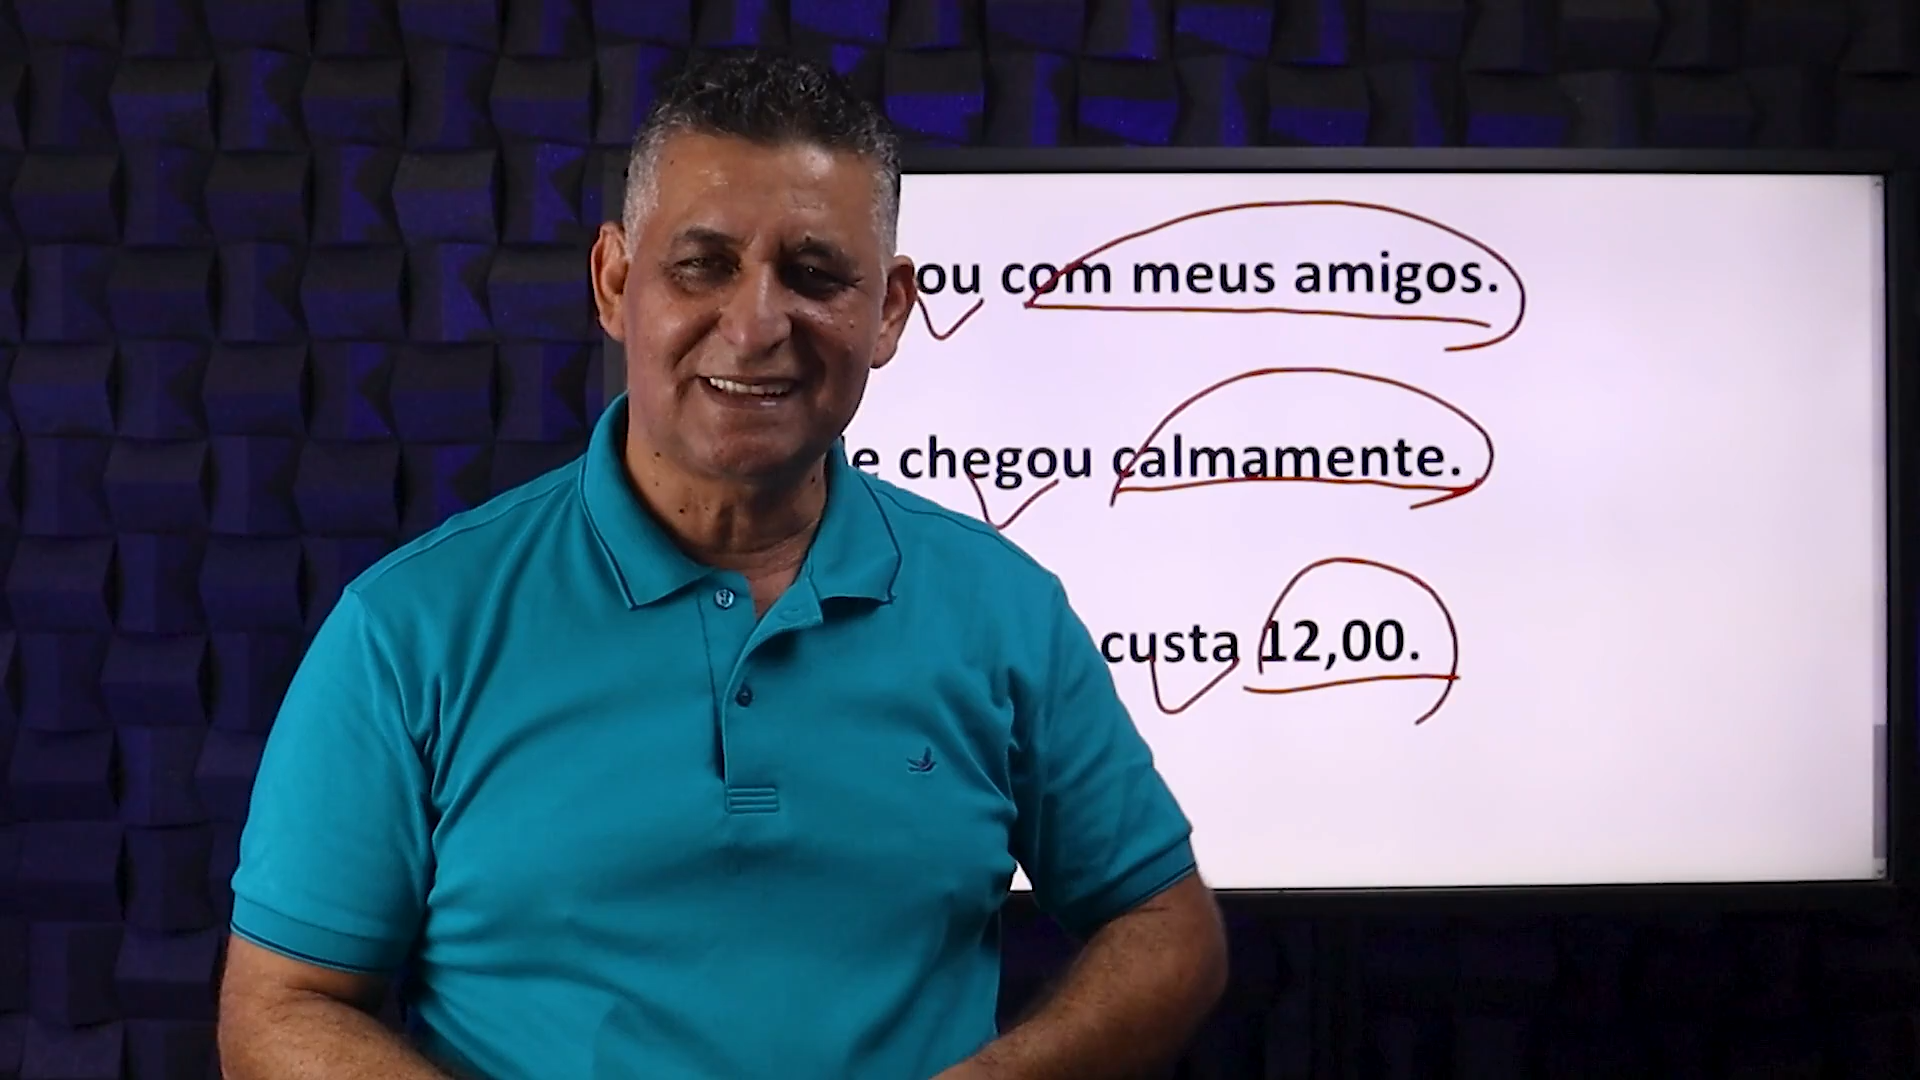 ou com meus amigos.
e chegou calmamente.
custa 12,00.